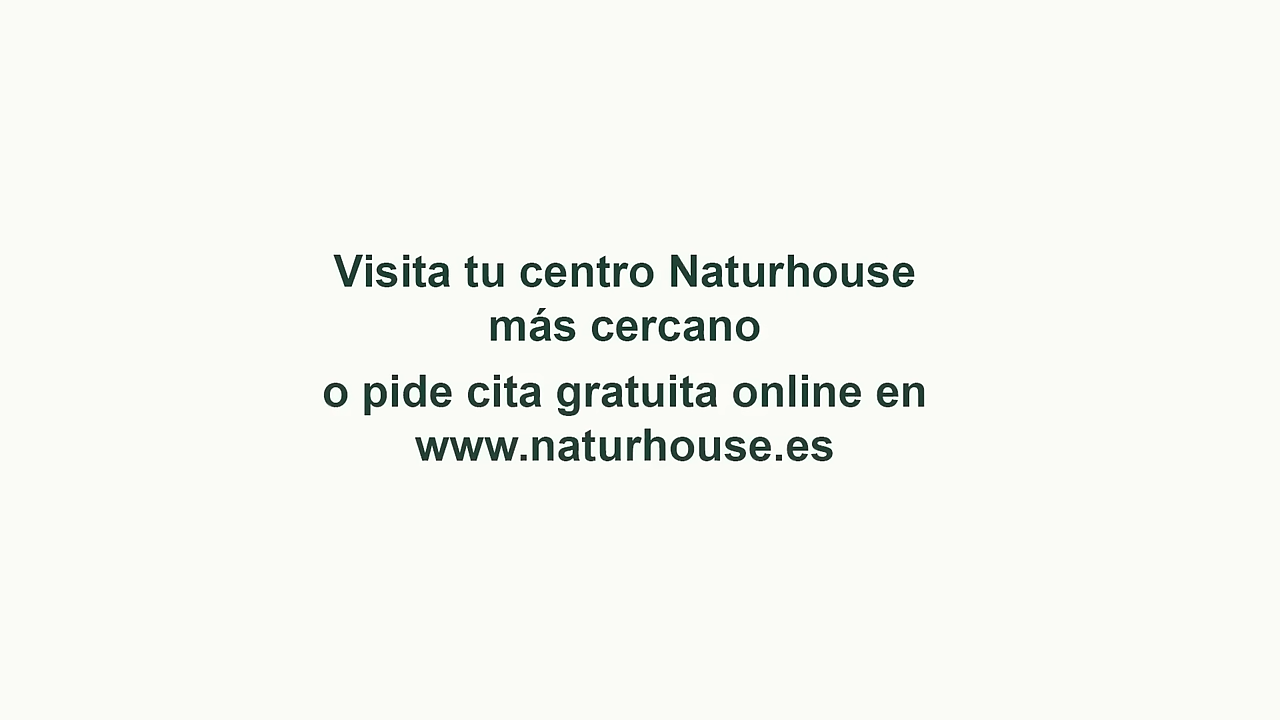 Visita tu centro Naturhouse
más cercano
o pide cita gratuita online en
www.naturhouse.es